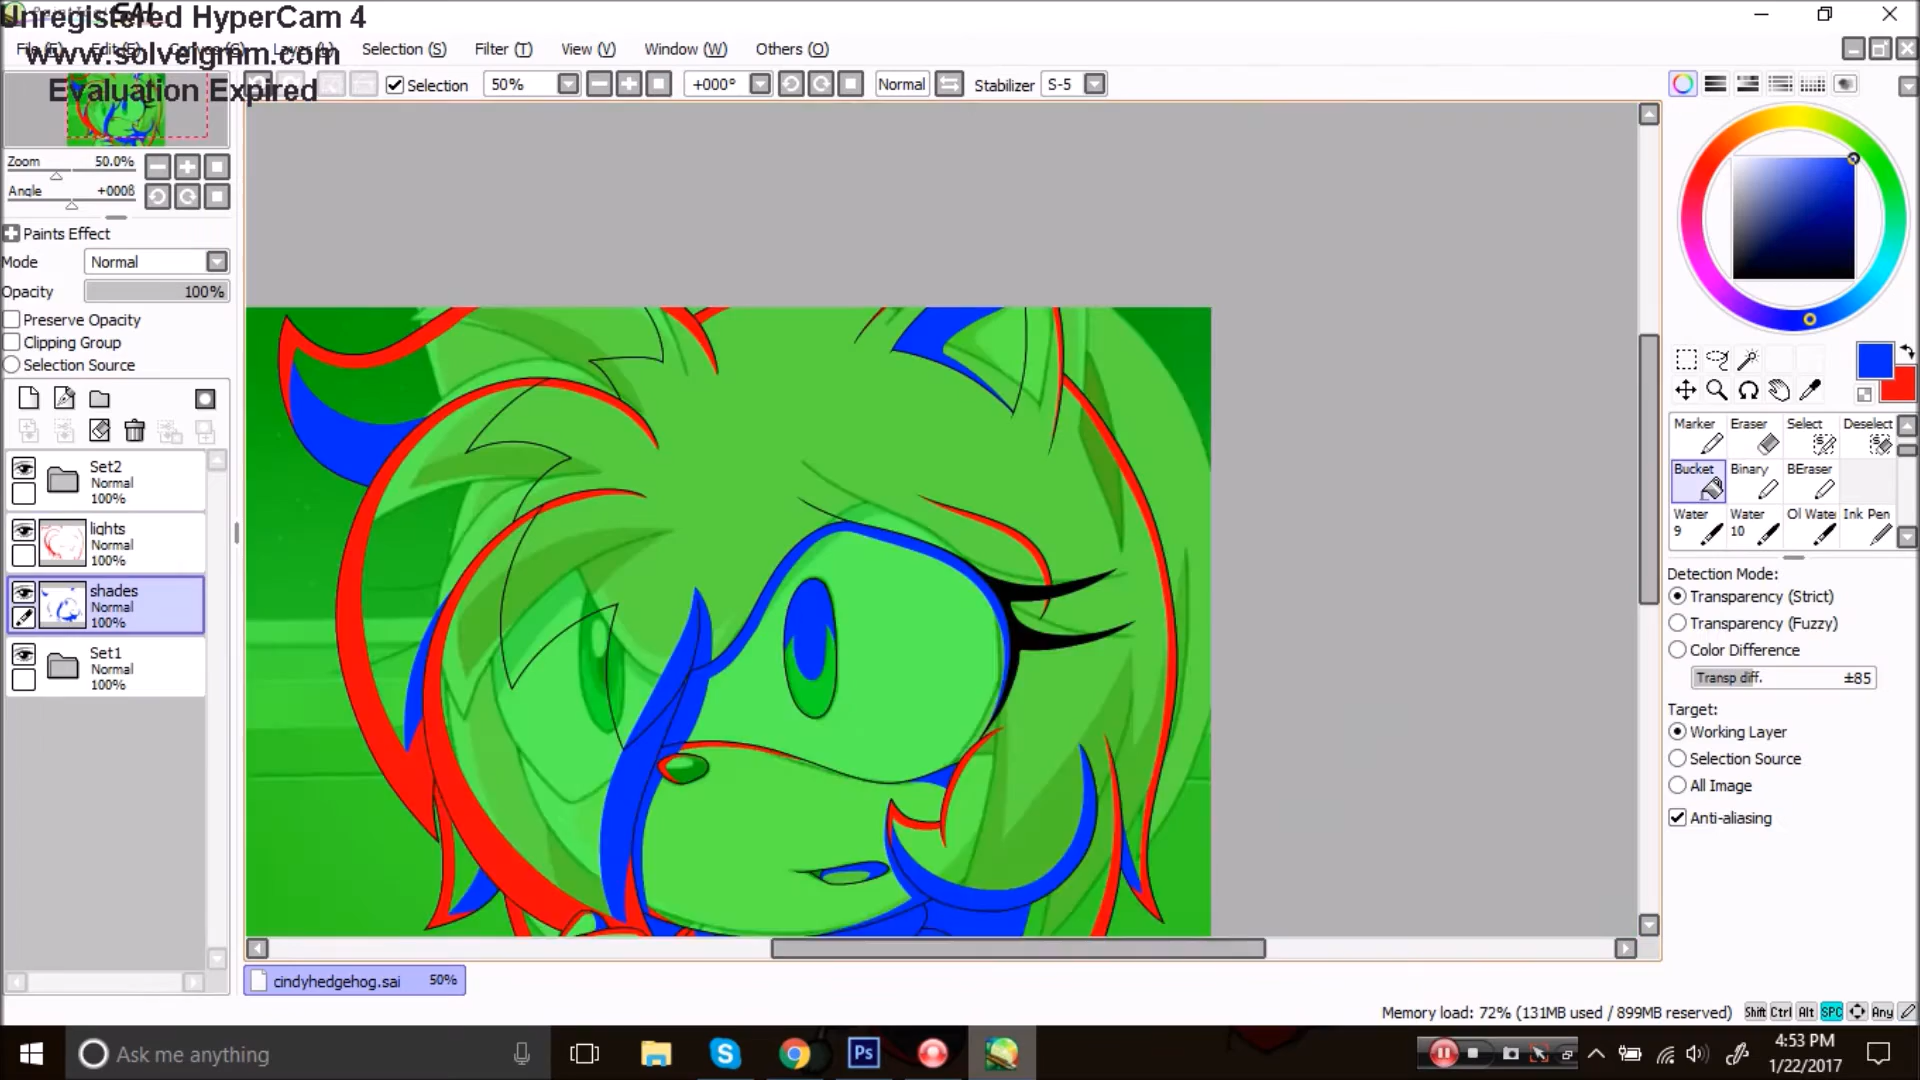 Unregistered HyperCam 4
www.solveigmm.com
Evaluation Expired
Selection (S)
Filter (T)
View (V)
Window (W)
Others (O)
Selection
50%
+000°
Normal
Stabilizer
S-5
Zoom
50.0%
Angle
Paints Effect
Mode
Normal
Opacity
100%
Preserve Opacity
Clipping Group
Selection Source
Set2
Normal
100%
lights
Normal
100%
shades
Normal
100%
Set1
Normal
100%
Marker
Eraser
Select
Deselect
Bucket
Binary
BEraser
Water
9
Water
10
Ol Wate
Ink Pen
Detection Mode:
Transparency (Strict)
Transparency (Fuzzy)
Color Difference
Transp diff.
±85
Target:
Working Layer
Selection Source
All Image
Anti-aliasing
cindyhedgehog.sai
50%
Memory load: 72% (131MB used / 899MB reserved)
Shift Ctrl Alt SPC Any
Ask me anything
Ps
4:53 PM
1/22/2017